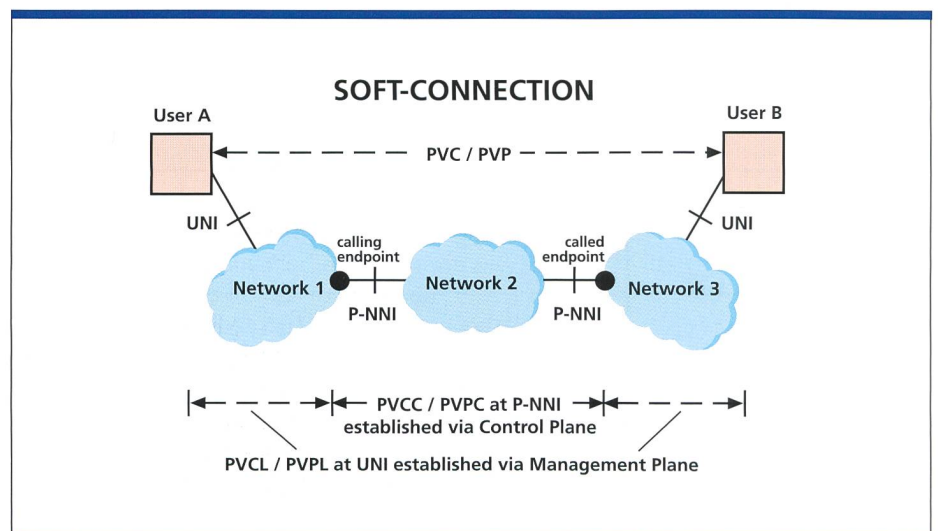 SOFT-CONNECTION
User A
User B
PVC / PVP
UNI
UNI
calling
endpoint
called
endpoint
Network 1
Network 2
Network 3
P-NNI
P-NNI
PVCC / PVPC at P-NNI
established via Control Plane
PVCL / PVPL at UNI established via Management Plane